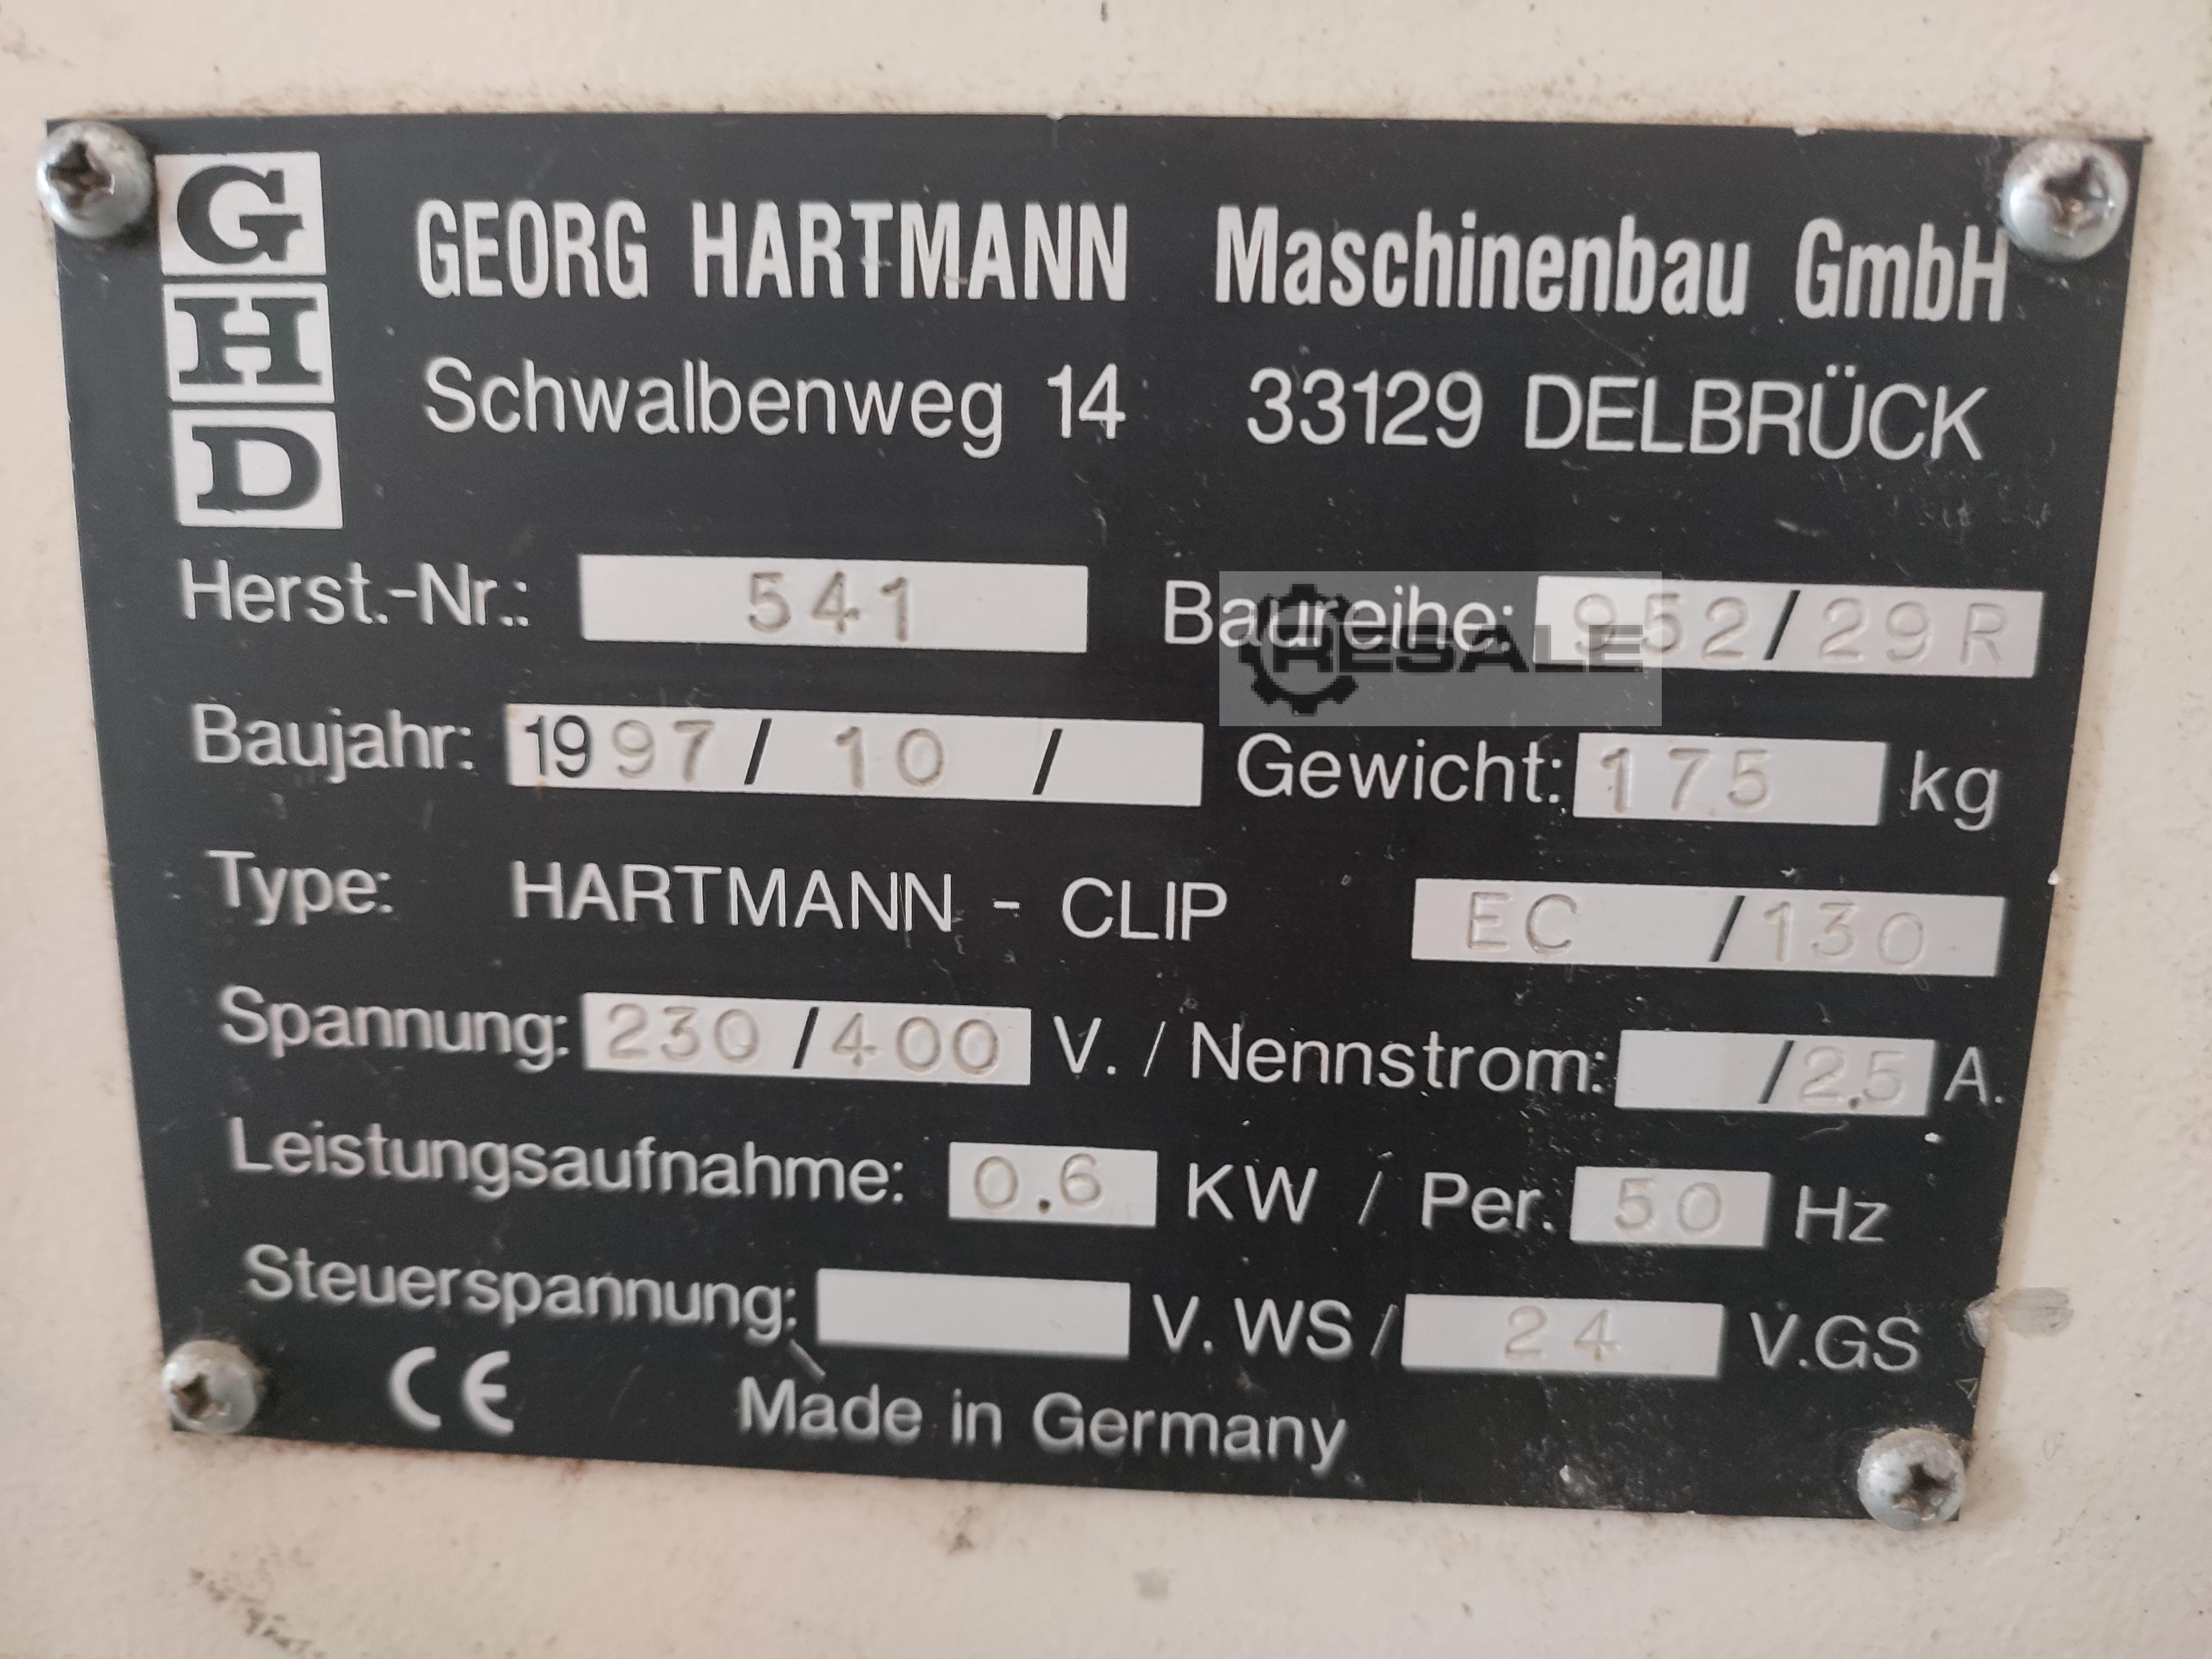 GHD
GEORG HARTMANN Maschinenbau GmbH
Schwalbenweg 14 33129 DELBRÜCK
Herst.-Nr.: 541 Baureihe: 952/29R
RESALE
Baujahr: 1997/ 10 / Gewicht: 175 kg
Type: HARTMANN - CLIP EC /130
Spannung: 230/400 V. / Nennstrom: /2.5 A.
Leistungsaufnahme: 0.6 KW / Per. 50 Hz
Steuerspannung: V. WS / 24 V.GS
CE Made in Germany